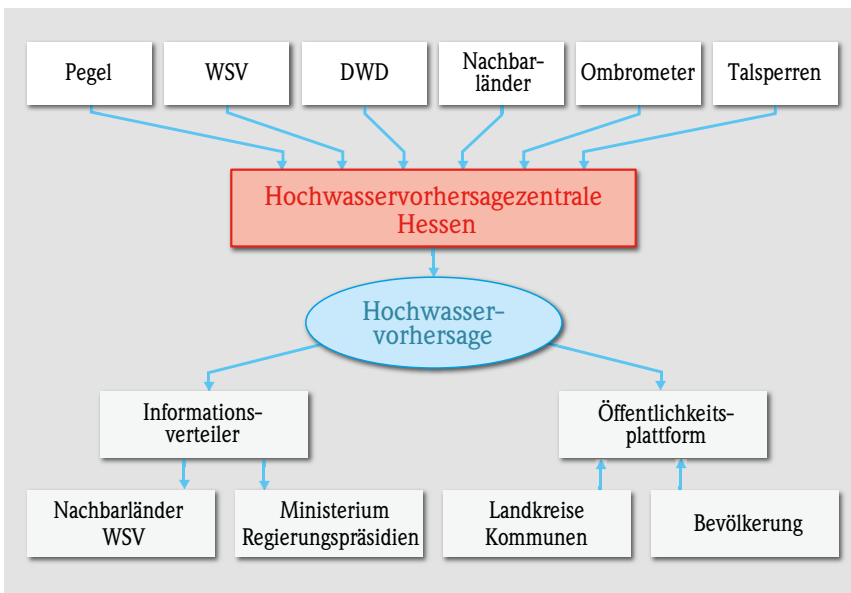 Pegel
WSV
DWD
Nachbar-
länder
Ombrometer
Talsperren
Hochwasservorhersagezentrale
Hessen
Hochwasser-
vorhersage
Informations-
verteiler
Öffentlichkeits-
plattform
Nachbarländer
WSV
Ministerium
Regierungspräsidien
Landkreise
Kommunen
Bevölkerung